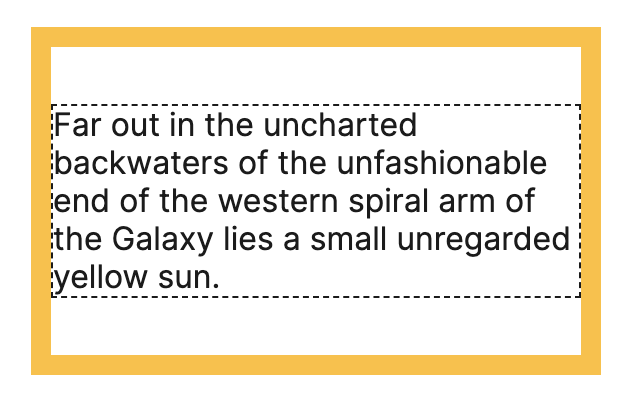 Far out in the uncharted
backwaters of the unfashionable
end of the western spiral arm of
the Galaxy lies a small unregarded
yellow sun.